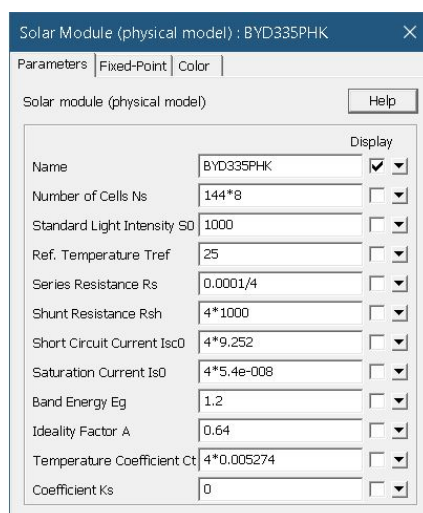 Solar Module (physical model) : BYD335PHK
Parameters Fixed-Point Color
Solar module (physical model) Help
Display
Name BYD335PHK
Number of Cells Ns 144*8
Standard Light Intensity S0 1000
Ref. Temperature Tref 25
Series Resistance Rs 0.0001/4
Shunt Resistance Rsh 4*1000
Short Circuit Current Isc0 4*9.252
Saturation Current Is0 4*5.4e-008
Band Energy Eg 1.2
Ideality Factor A 0.64
Temperature Coefficient Ct 4*0.005274
Coefficient Ks 0